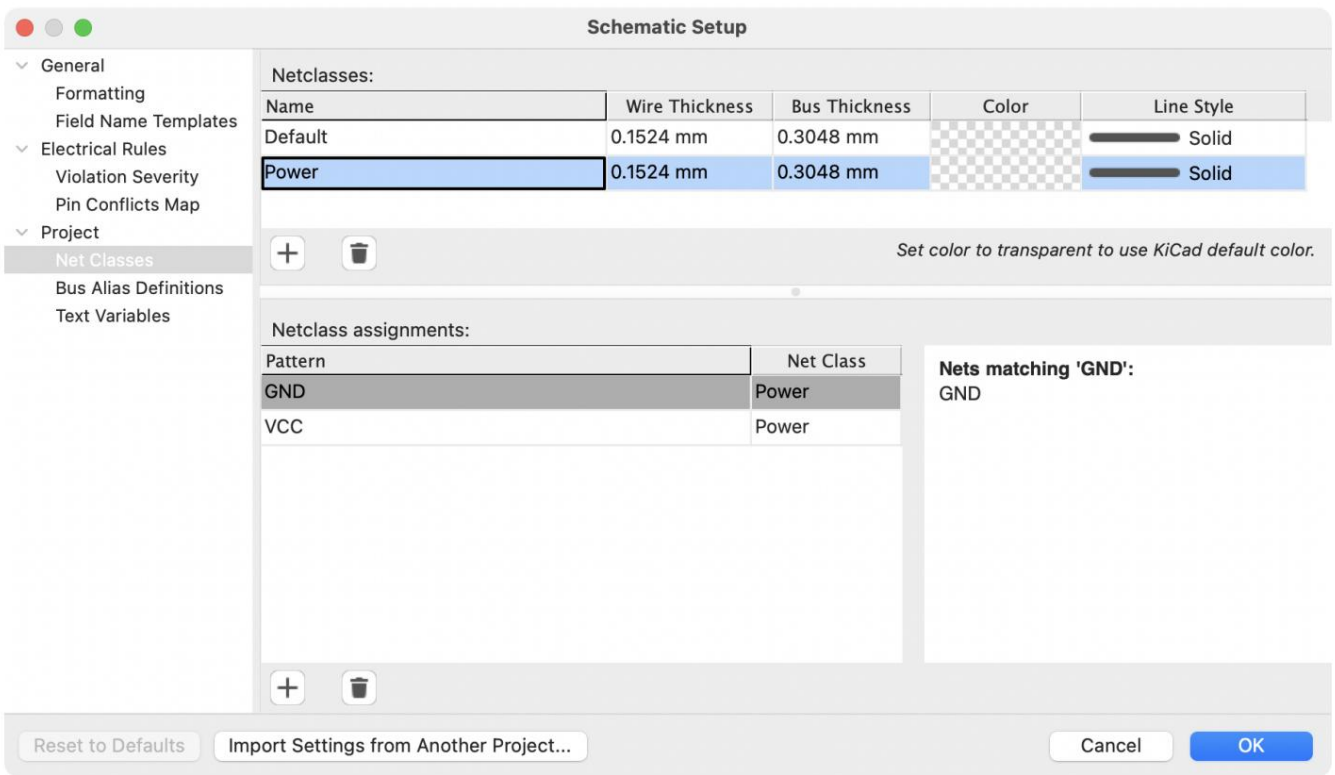 Schematic Setup
General
Formatting
Field Name Templates
Electrical Rules
Violation Severity
Pin Conflicts Map
Project
Net Classes
Bus Alias Definitions
Text Variables
Netclasses:
Name Wire Thickness Bus Thickness Color Line Style
Default 0.1524 mm 0.3048 mm Solid
Power 0.1524 mm 0.3048 mm Solid
Set color to transparent to use KiCad default color.
Netclass assignments:
Pattern Net Class
GND Power
VCC Power
Nets matching 'GND':
GND
Reset to Defaults Import Settings from Another Project... Cancel OK